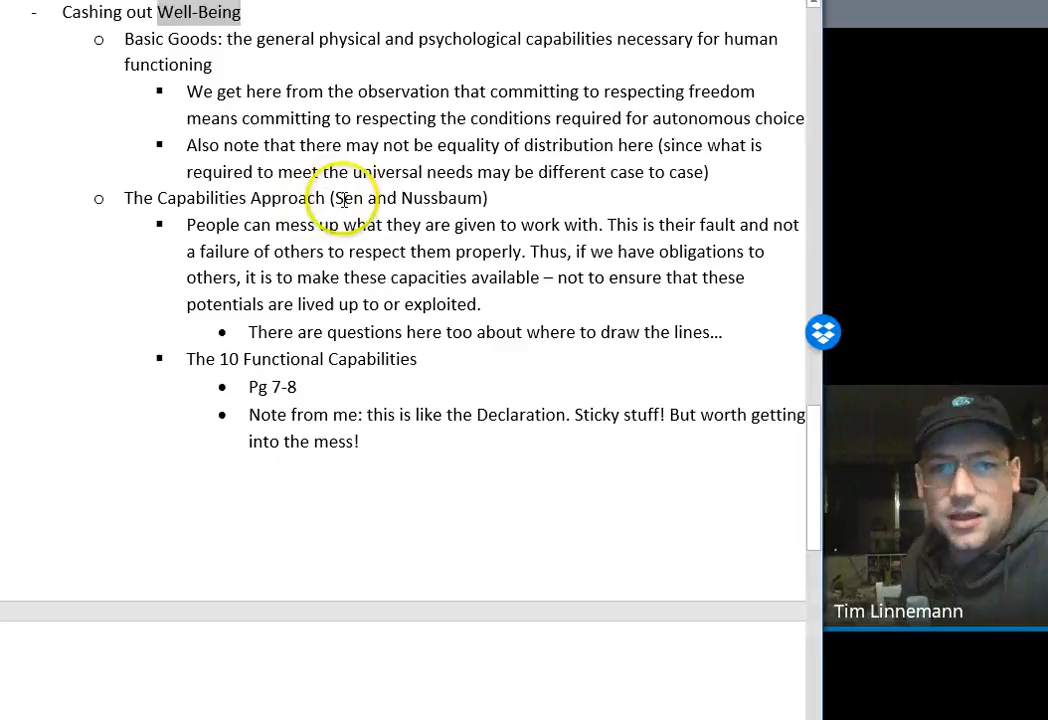 - Cashing out Well-Being
o Basic Goods: the general physical and psychological capabilities necessary for human
functioning
▪ We get here from the observation that committing to respecting freedom
means committing to respecting the conditions required for autonomous choice
▪ Also note that there may not be equality of distribution here (since what is
required to meet the universal needs may be different case to case)
o The Capabilities Approach (Sen and Nussbaum)
▪ People can mess up what they are given to work with. This is their fault and not
a failure of others to respect them properly. Thus, if we have obligations to
others, it is to make these capacities available – not to ensure that these
potentials are lived up to or exploited.
• There are questions here too about where to draw the lines…
▪ The 10 Functional Capabilities
• Pg 7-8
• Note from me: this is like the Declaration. Sticky stuff! But worth getting
into the mess!
Tim Linnemann